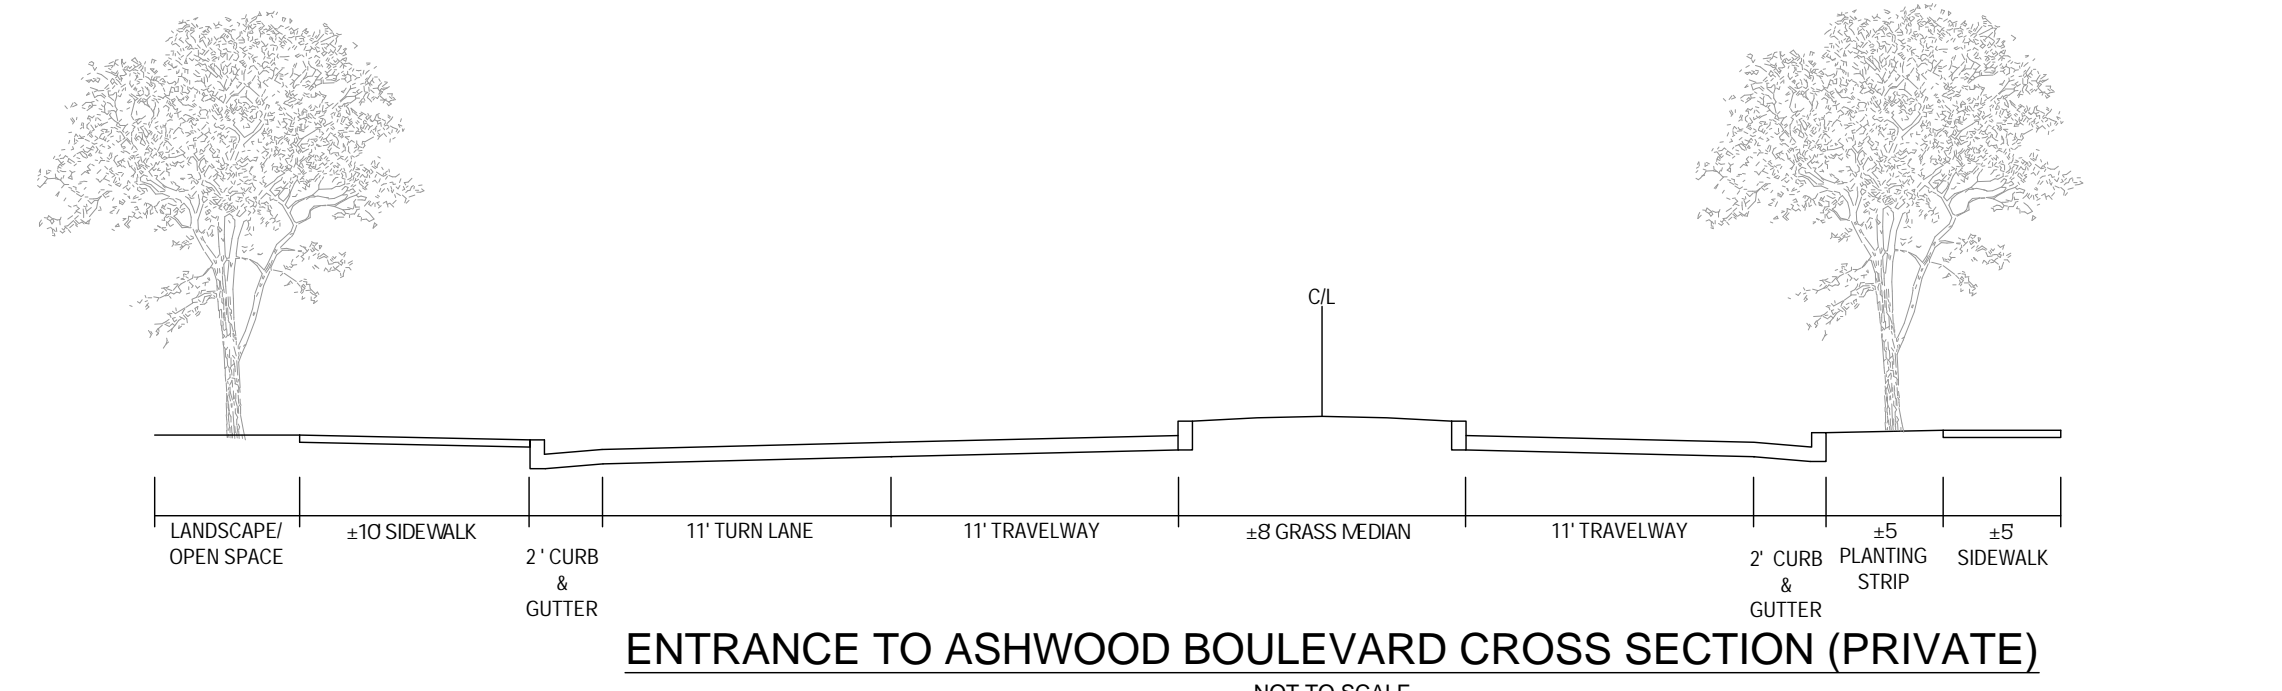 C/L
LANDSCAPE/
OPEN SPACE
±10' SIDEWALK
2 ' CURB
&
GUTTER
11' TURN LANE
11' TRAVELWAY
±8' GRASS MEDIAN
11' TRAVELWAY
2' CURB
&
GUTTER
±5'
PLANTING
STRIP
±5'
SIDEWALK
ENTRANCE TO ASHWOOD BOULEVARD CROSS SECTION (PRIVATE)
NOT TO SCALE